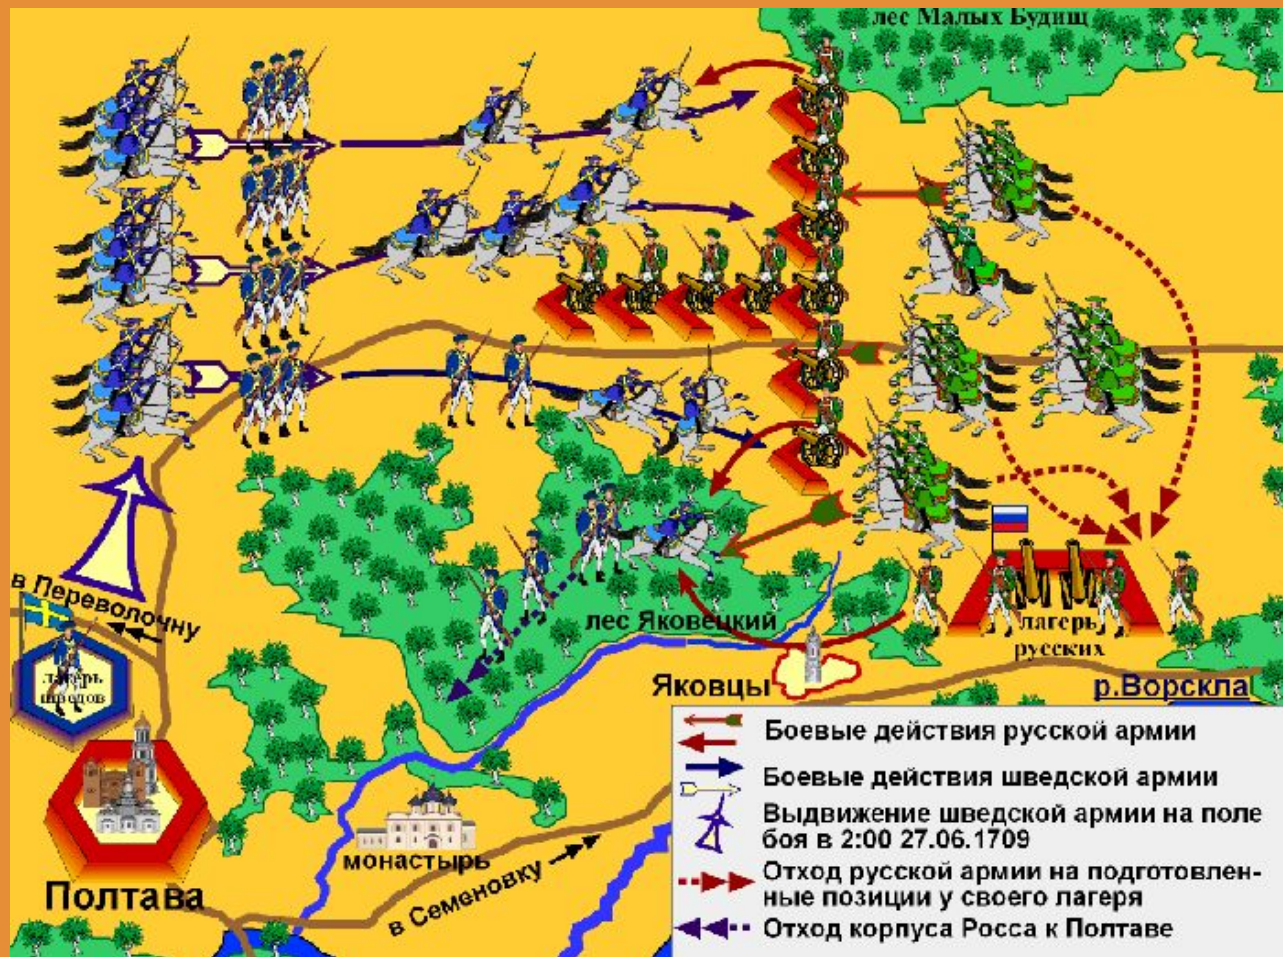 лес Малых Будищ
в Переволочну
лагерь
шведов
лес Яковецкий
лагерь
русских
Яковцы
р.Ворскла
Полтава
монастырь
в Семеновку
Боевые действия русской армии
Боевые действия шведской армии
Выдвижение шведской армии на поле
боя в 2:00 27.06.1709
Отход русской армии на подготовлен-
ные позиции у своего лагеря
Отход корпуса Росса к Полтаве